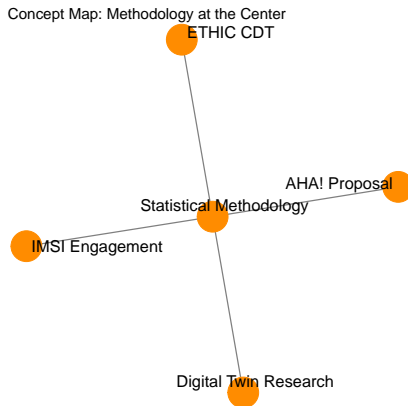 Concept Map: Methodology at the Center
ETHIC CDT
AHA! Proposal
Statistical Methodology
IMSI Engagement
Digital Twin Research